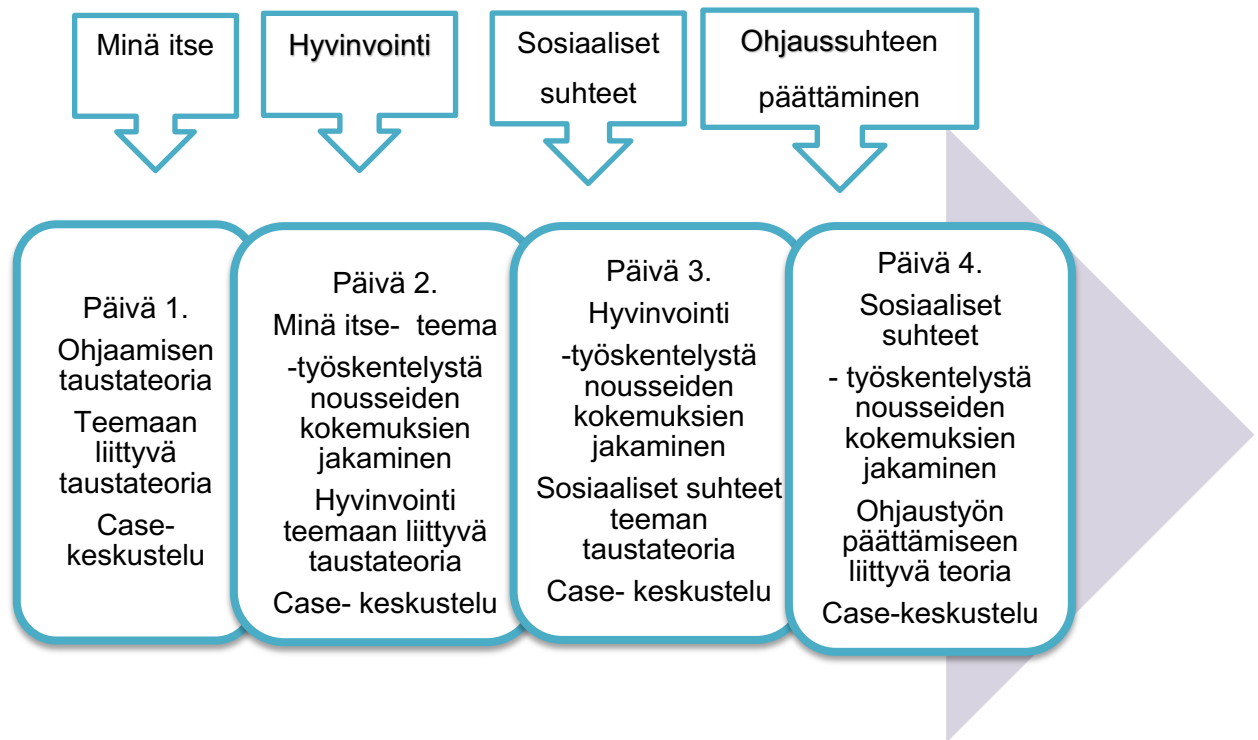 Minä itse
Hyvinvointi
Sosiaaliset
suhteet
Ohjaussuhteen
päättäminen
Päivä 1.
Ohjaamisen
taustateoria
Teemaan
liittyvä
taustateoria
Case-
keskustelu
Päivä 2.
Minä itse- teema
-työskentelystä
nousseiden
kokemuksien
jakaminen
Hyvinvointi
teemaan liittyvä
taustateoria
Case- keskustelu
Päivä 3.
Hyvinvointi
-työskentelystä
nousseiden
kokemuksien
jakaminen
Sosiaaliset suhteet
teeman
taustateoria
Case- keskustelu
Päivä 4.
Sosiaaliset
suhteet
- työskentelystä
nousseiden
kokemuksien
jakaminen
Ohjaustyön
päättämiseen
liittyvä teoria
Case-keskustelu